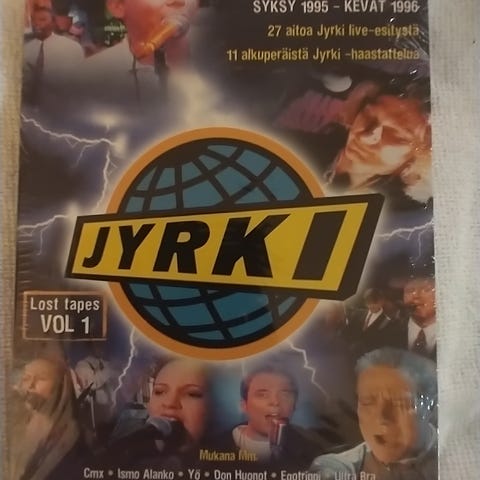 SYKSY 1995 - KEVÄT 1996
27 aitoa Jyrki live-esitystä
11 alkuperäistä Jyrki -haastattelua
JYRKI
Lost tapes
VOL 1
Mukana Mm.
Cmx • Ismo Alanko • Yö • Don Huonot • Egotrippi • Ultra Bra